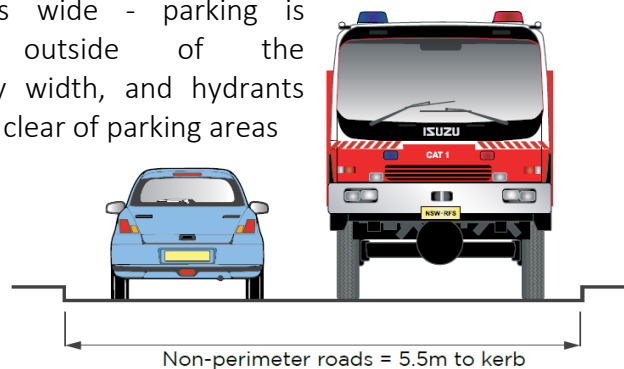 wide - parking is
outside of the
width, and hydrants
clear of parking areas
ISUZU
CAT 1
NSW-RFS
Non-perimeter roads = 5.5m to kerb